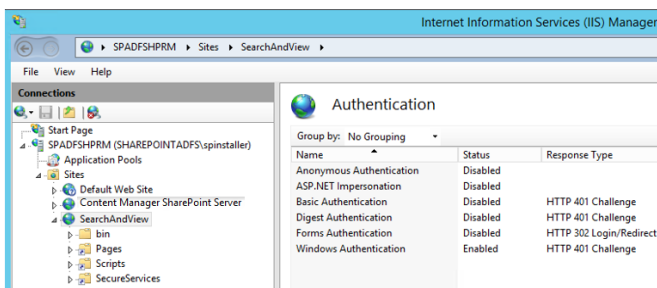 Internet Information Services (IIS) Manager
SPADFSHPRM Sites SearchAndView
File View Help
Connections
Start Page
SPADFSHPRM (SHAREPOINTADFS\spinstaller)
Application Pools
Sites
Default Web Site
Content Manager SharePoint Server
SearchAndView
bin
Pages
Scripts
SecureServices
Authentication
Group by: No Grouping
Name Status Response Type
Anonymous Authentication Disabled
ASP.NET Impersonation Disabled
Basic Authentication Disabled HTTP 401 Challenge
Digest Authentication Disabled HTTP 401 Challenge
Forms Authentication Disabled HTTP 302 Login/Redirect
Windows Authentication Enabled HTTP 401 Challenge